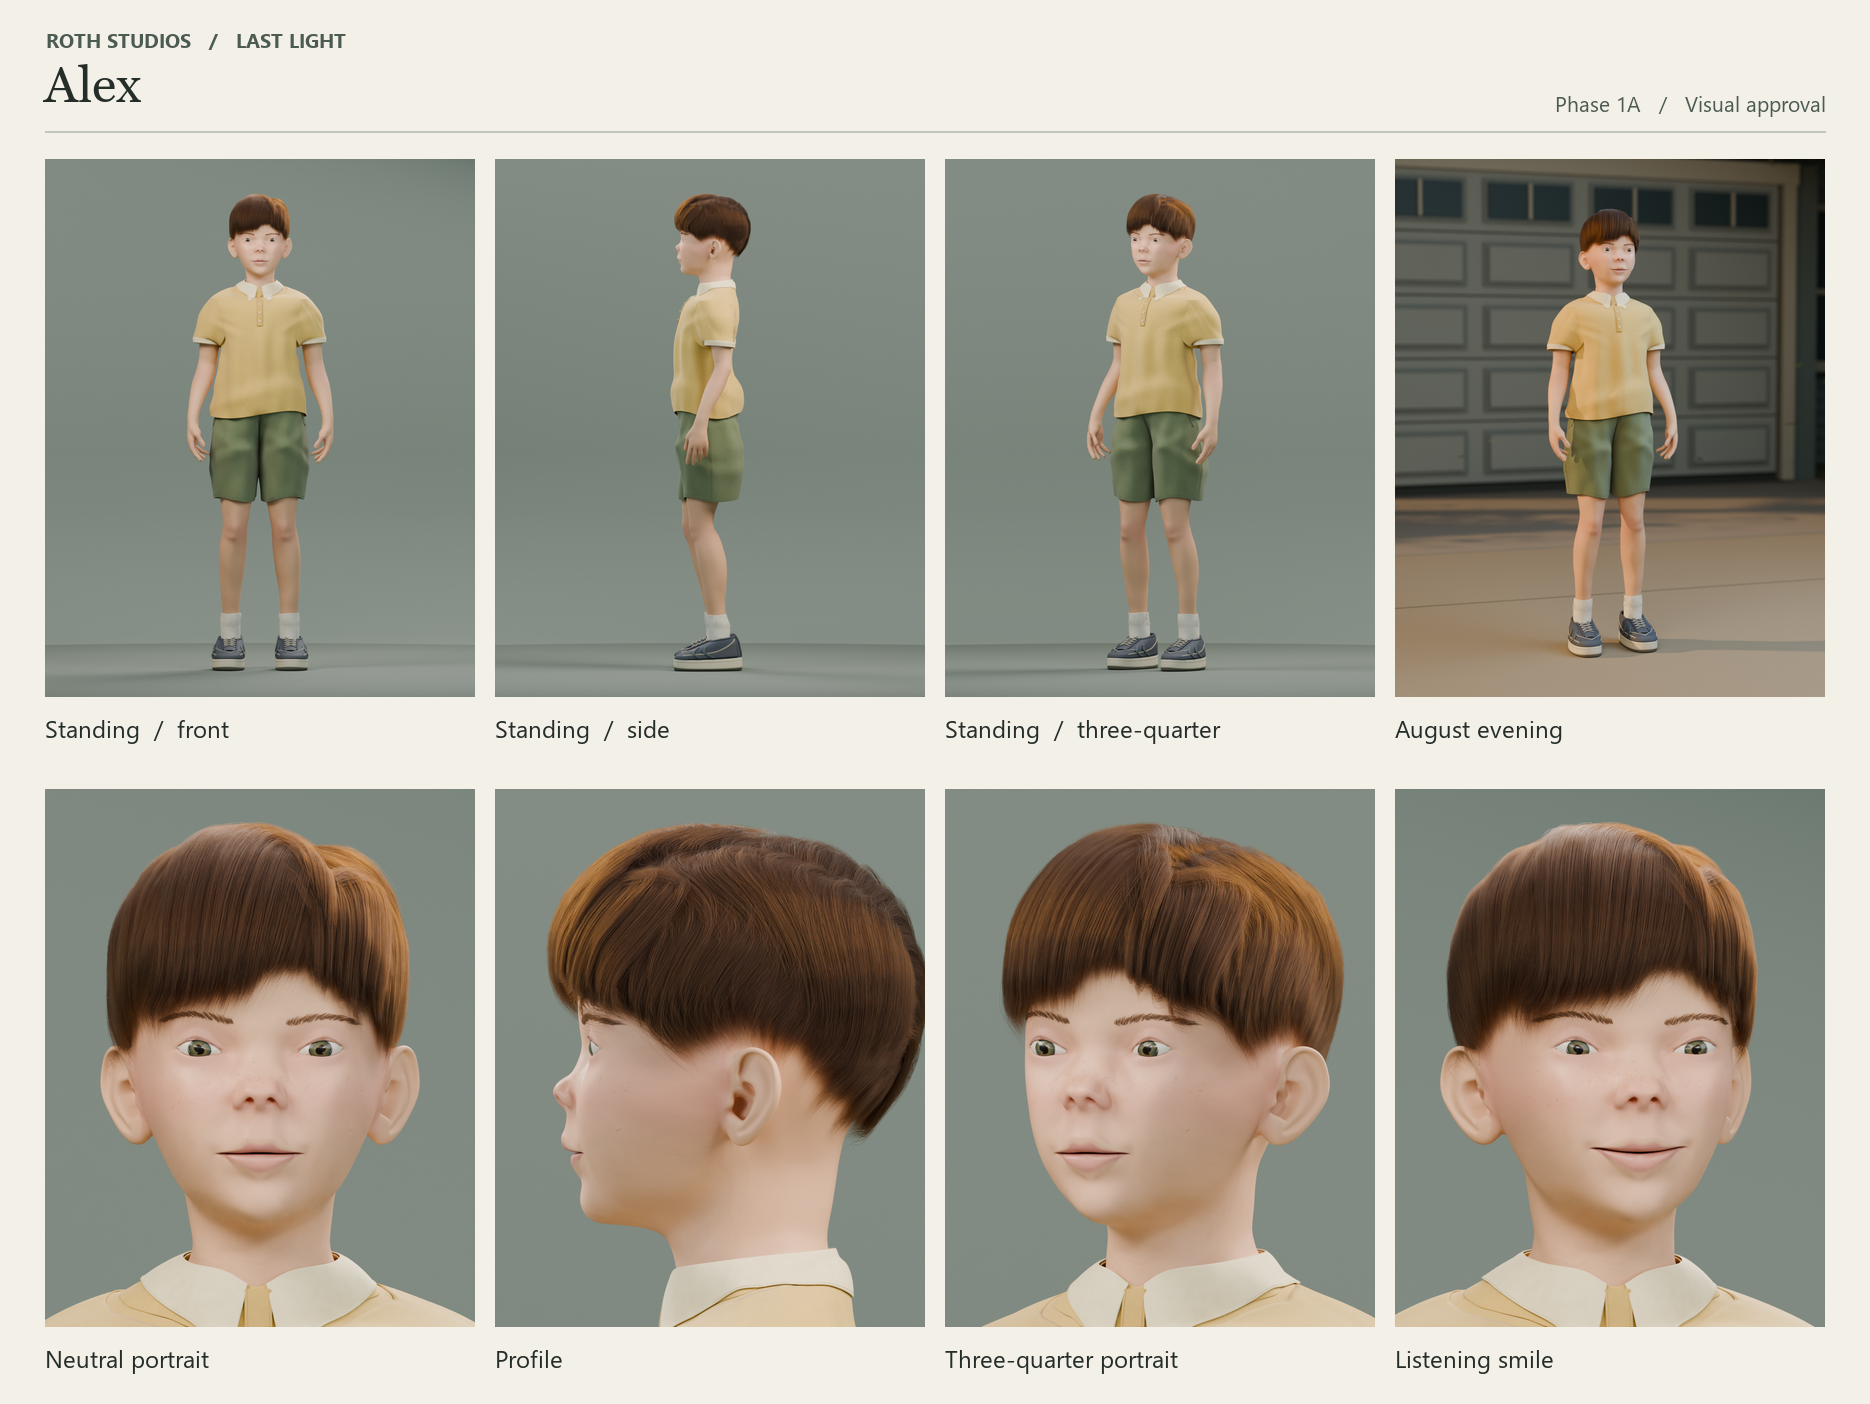 ROTH STUDIOS / LAST LIGHT
Alex
Phase 1A / Visual approval
Standing / front
Standing / side
Standing / three-quarter
August evening
Neutral portrait
Profile
Three-quarter portrait
Listening smile